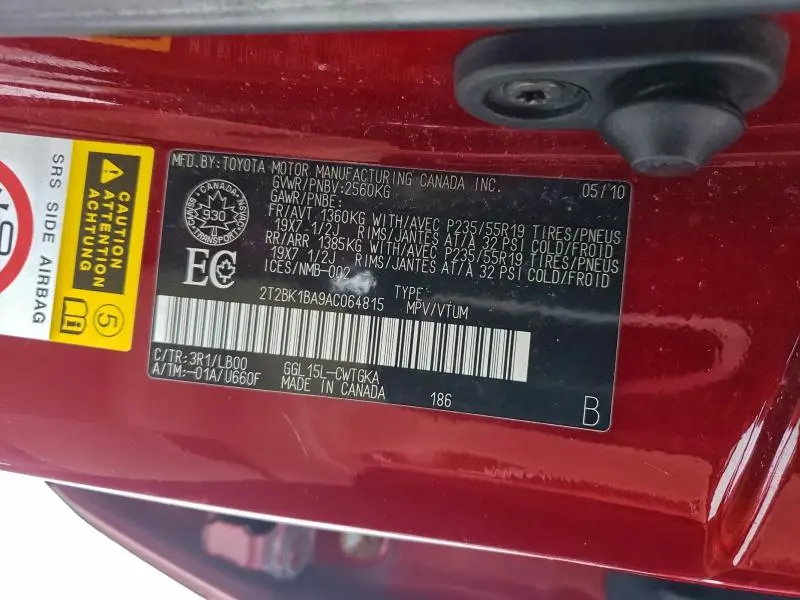 SRS SIDE AIRBAG
CAUTION
ATTENTION
ACHTUNG
5
MFD.BY:TOYOTA MOTOR MANUFACTURING CANADA INC. 05/10
GVWR/PNBV:2560KG
GAWR/PNBE:
FR/AVT 1360KG WITH/AVEC P235/55R19 TIRES/PNEUS
19X7 1/2J RIMS/JANTES AT/A 32 PSI COLD/FROID
RR/ARR 1385KG WITH/AVEC P235/55R19 TIRES/PNEUS
19X7 1/2J RIMS/JANTES AT/A 32 PSI COLD/FROID
ICES/NMB-002
CANADA
930
TRANSPORT
EC
2T2BK1BA9AC064815 TYPE
MPV/VTUM
C/TR:3R1/LB00 GGL15L-CWTGKA
A/TM:-01A/U660F MADE IN CANADA
186
B